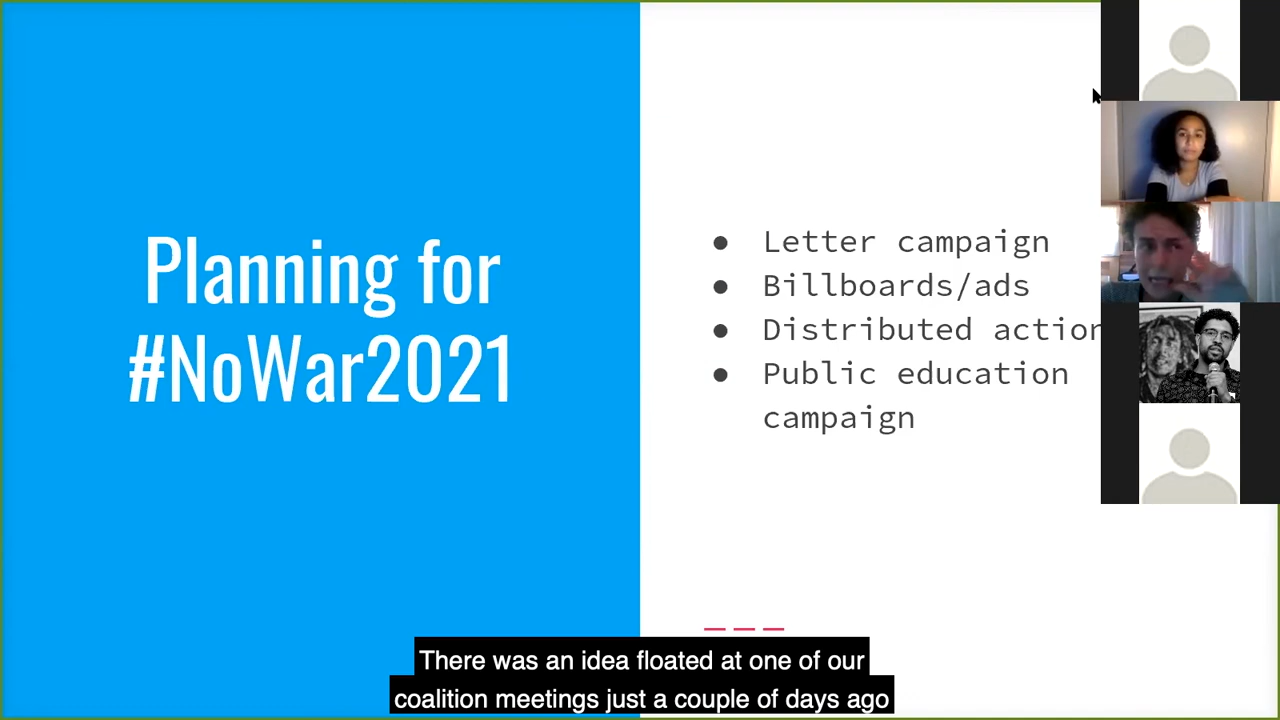 Planning for
#NoWar2021
● Letter campaign
● Billboards/ads
● Distributed action
● Public education
campaign
There was an idea floated at one of our
coalition meetings just a couple of days ago